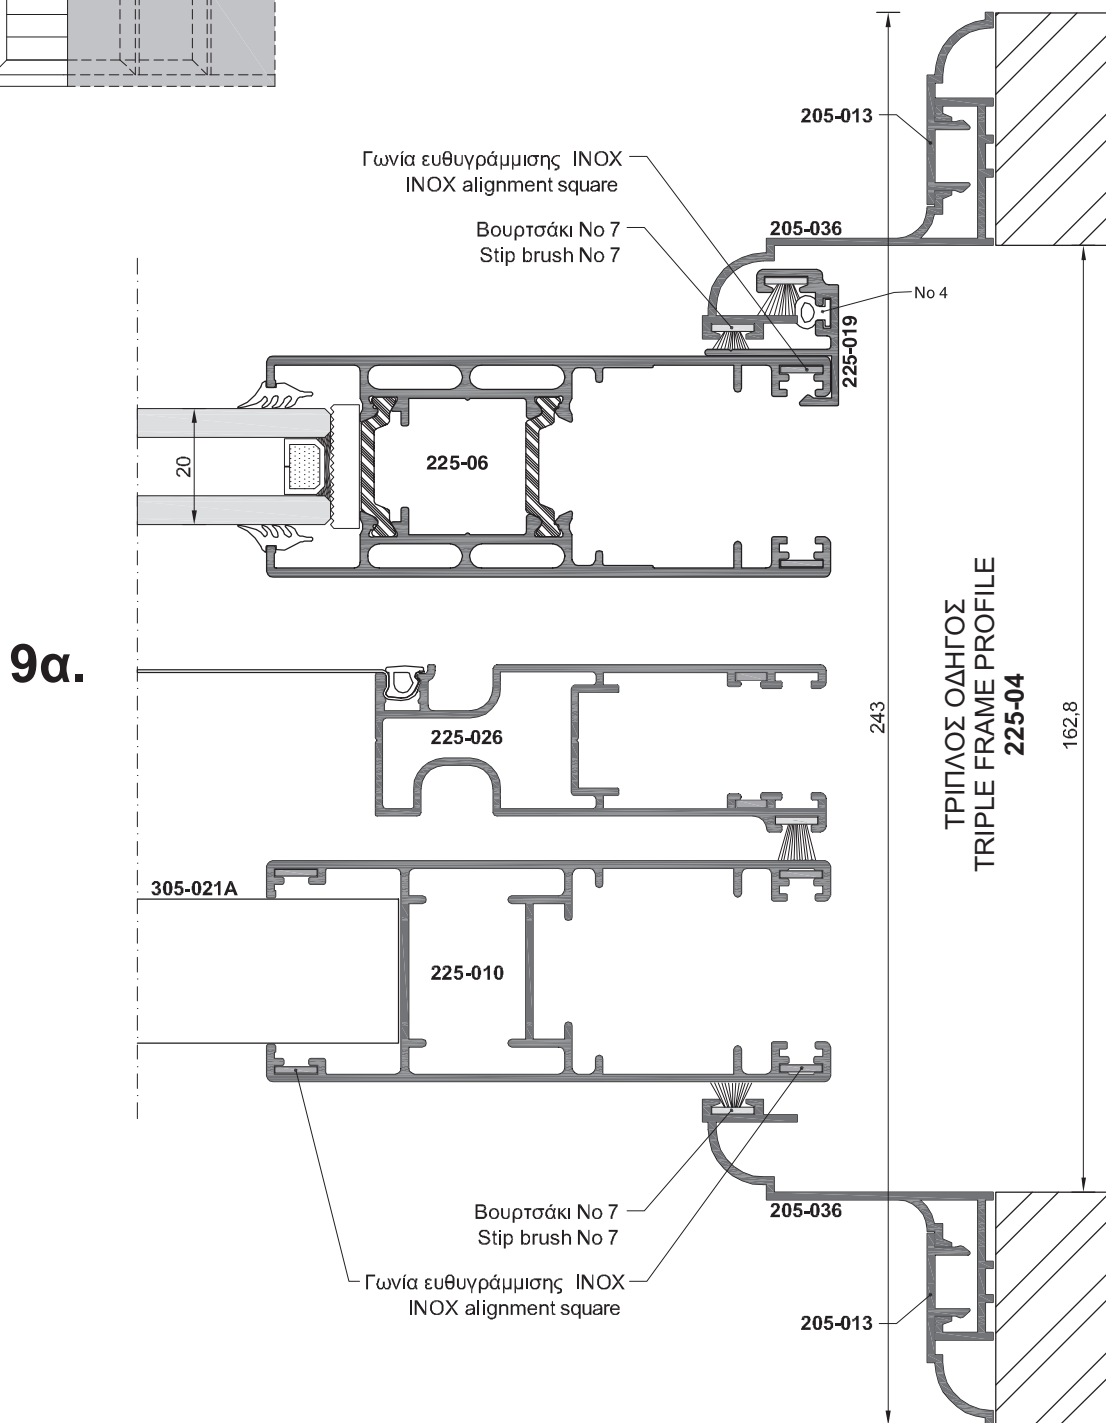 205-013
Γωνία ευθυγράμμισης INOX
INOX alignment square
Βουρτσάκι No 7
Stip brush No 7
205-036
No 4
225-019
225-06
20
9α.
225-026
243
ΤΡΙΠΛΟΣ ΟΔΗΓΟΣ
TRIPLE FRAME PROFILE
225-04
162,8
305-021A
225-010
Βουρτσάκι No 7
Stip brush No 7
205-036
Γωνία ευθυγράμμισης INOX
INOX alignment square
205-013